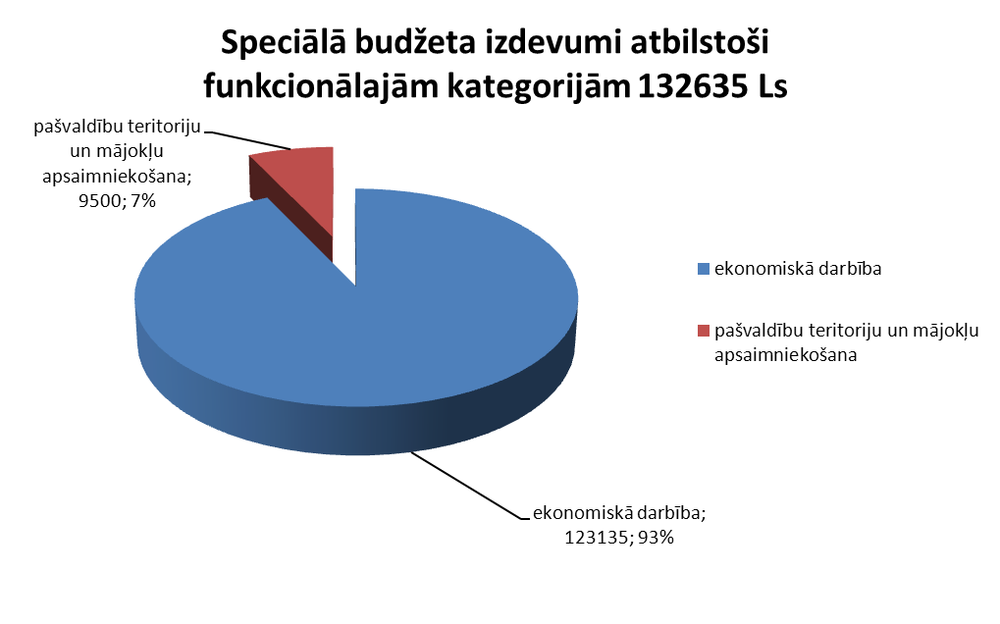 Speciālā budžeta izdevumi atbilstoši
funkcionālajām kategorijām 132635 Ls
pašvaldību teritoriju
un mājokļu
apsaimniekošana;
9500; 7%
ekonomiskā darbība
pašvaldību teritoriju un mājokļu
apsaimniekošana
ekonomiskā darbība;
123135; 93%